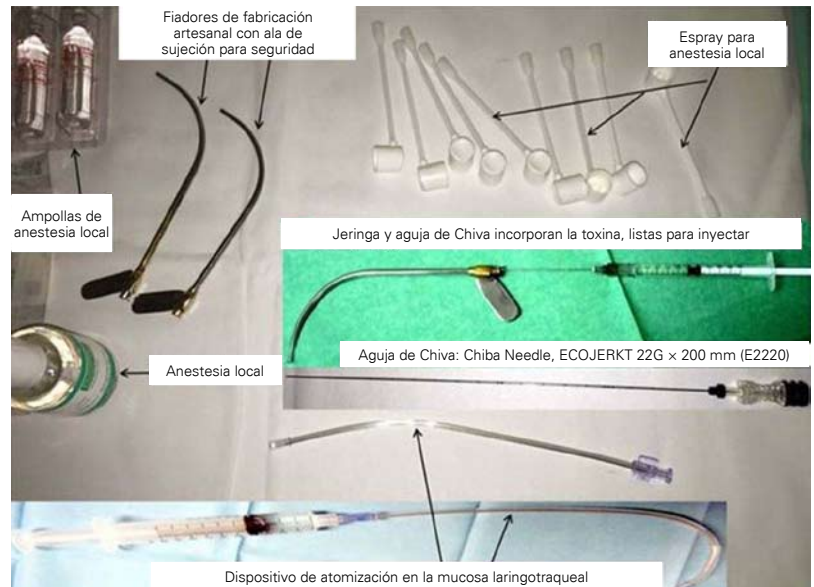 Fiadores de fabricación
artesanal con ala de
sujeción para seguridad
Espray para
anestesia local
Ampollas de
anestesia local
Jeringa y aguja de Chiva incorporan la toxina, listas para inyectar
Aguja de Chiva: Chiba Needle, ECOJERKT 22G × 200 mm (E2220)
Anestesia local
Dispositivo de atomización en la mucosa laringotraqueal